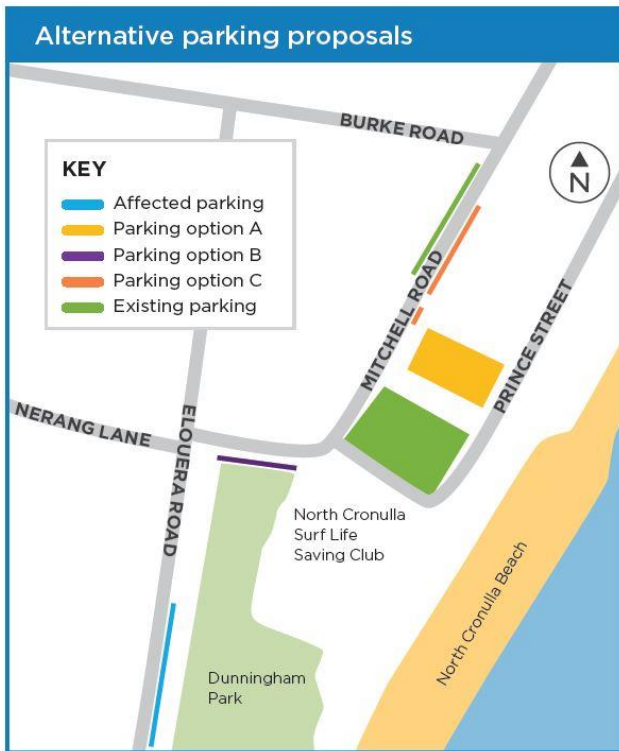 Alternative parking proposals
BURKE ROAD
KEY
Affected parking
Parking option A
Parking option B
Parking option C
Existing parking
N
MITCHELL ROAD
PRINCE STREET
NERANG LANE
ELOUERA ROAD
North Cronulla
Surf Life
Saving Club
North Cronulla Beach
Dunningham
Park